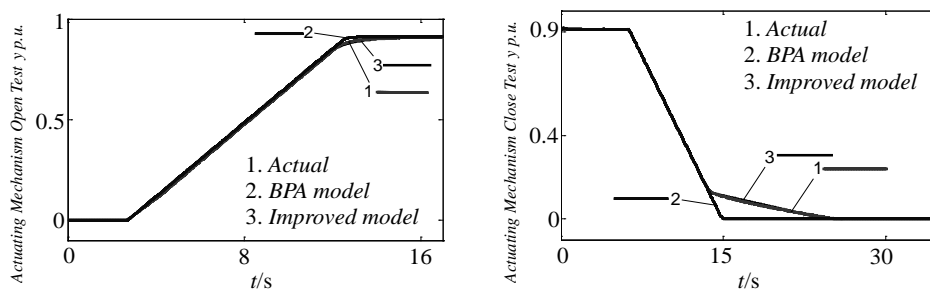 Actuating Mechanism Open Test y p.u.
1
0.5
0
2
3
1
1. Actual
2. BPA model
3. Improved model
0
8
16
t/s
Actuating Mechanism Close Test y p.u.
0.9
0.4
0
1. Actual
2. BPA model
3. Improved model
3
1
2
0
15
30
t/s